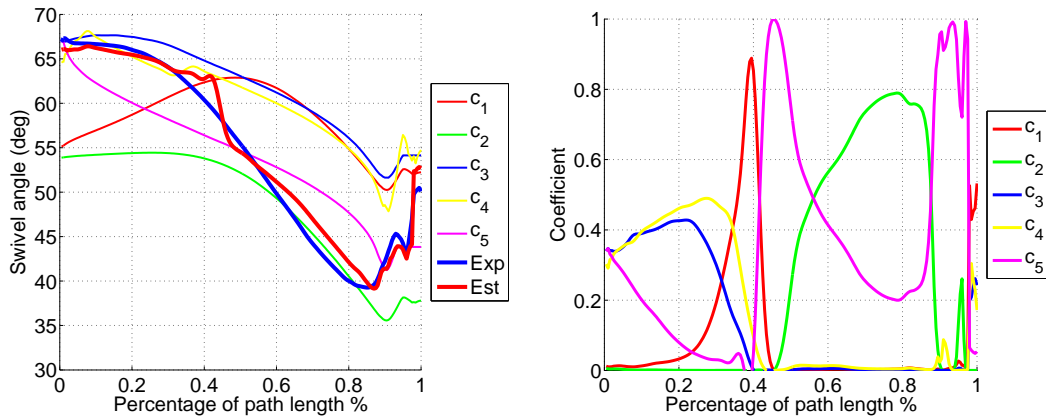 70
65
60
55
50
45
40
35
30
Swivel angle (deg)
0 0.2 0.4 0.6 0.8 1
Percentage of path length %
c1
c2
c3
c4
c5
Exp
Est
1
0.8
0.6
0.4
0.2
0
Coefficient
0 0.2 0.4 0.6 0.8 1
Percentage of path length %
c1
c2
c3
c4
c5